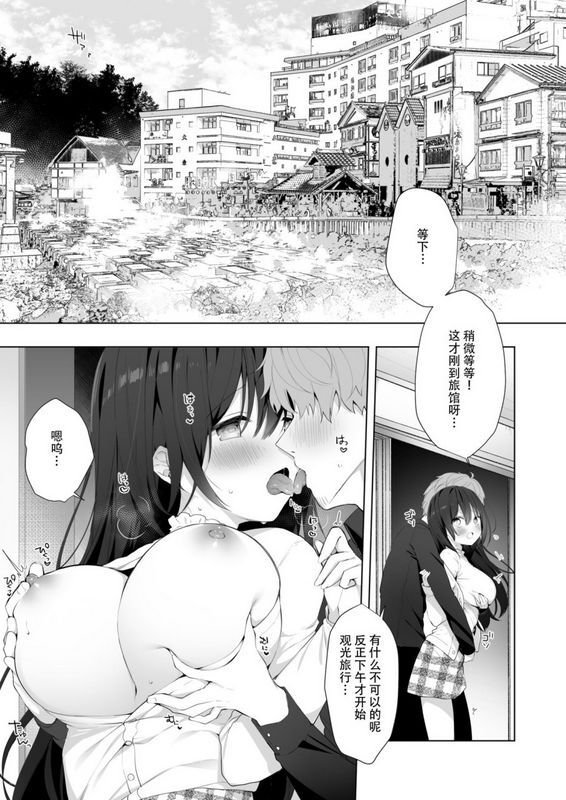 等下…
稍微等等！
这才刚到旅馆呀…
嗯呜…
有什么不可以的呢
反正下午才开始
观光旅行…